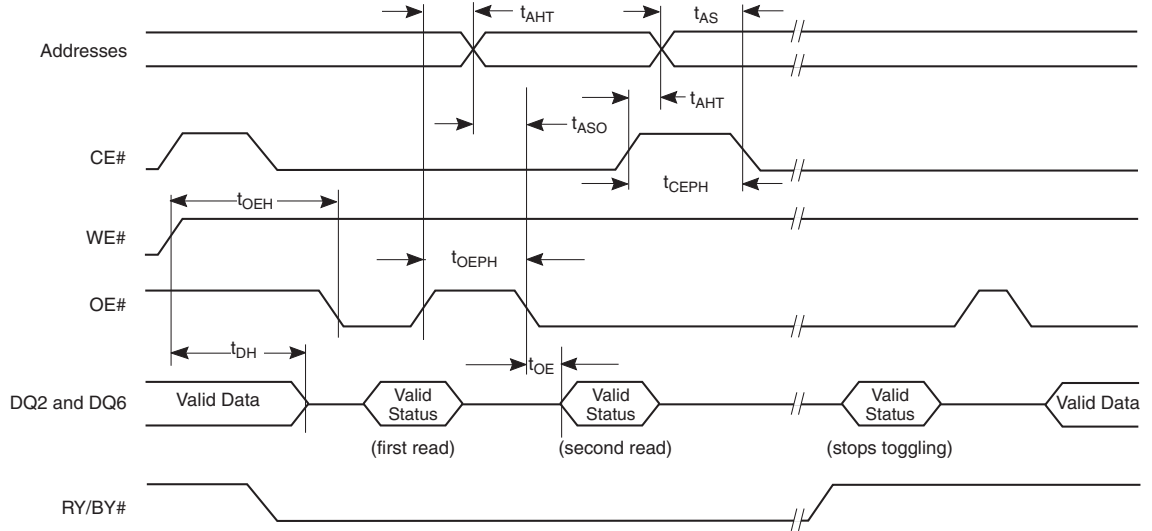 tAHT
tAS
Addresses
tAHT
tASO
CE#
tCEPH
tOEH
WE#
tOEPH
OE#
tDH
tOE
DQ2 and DQ6
Valid Data
Valid
Status
Valid
Status
Valid
Status
Valid Data
(first read)
(second read)
(stops toggling)
RY/BY#